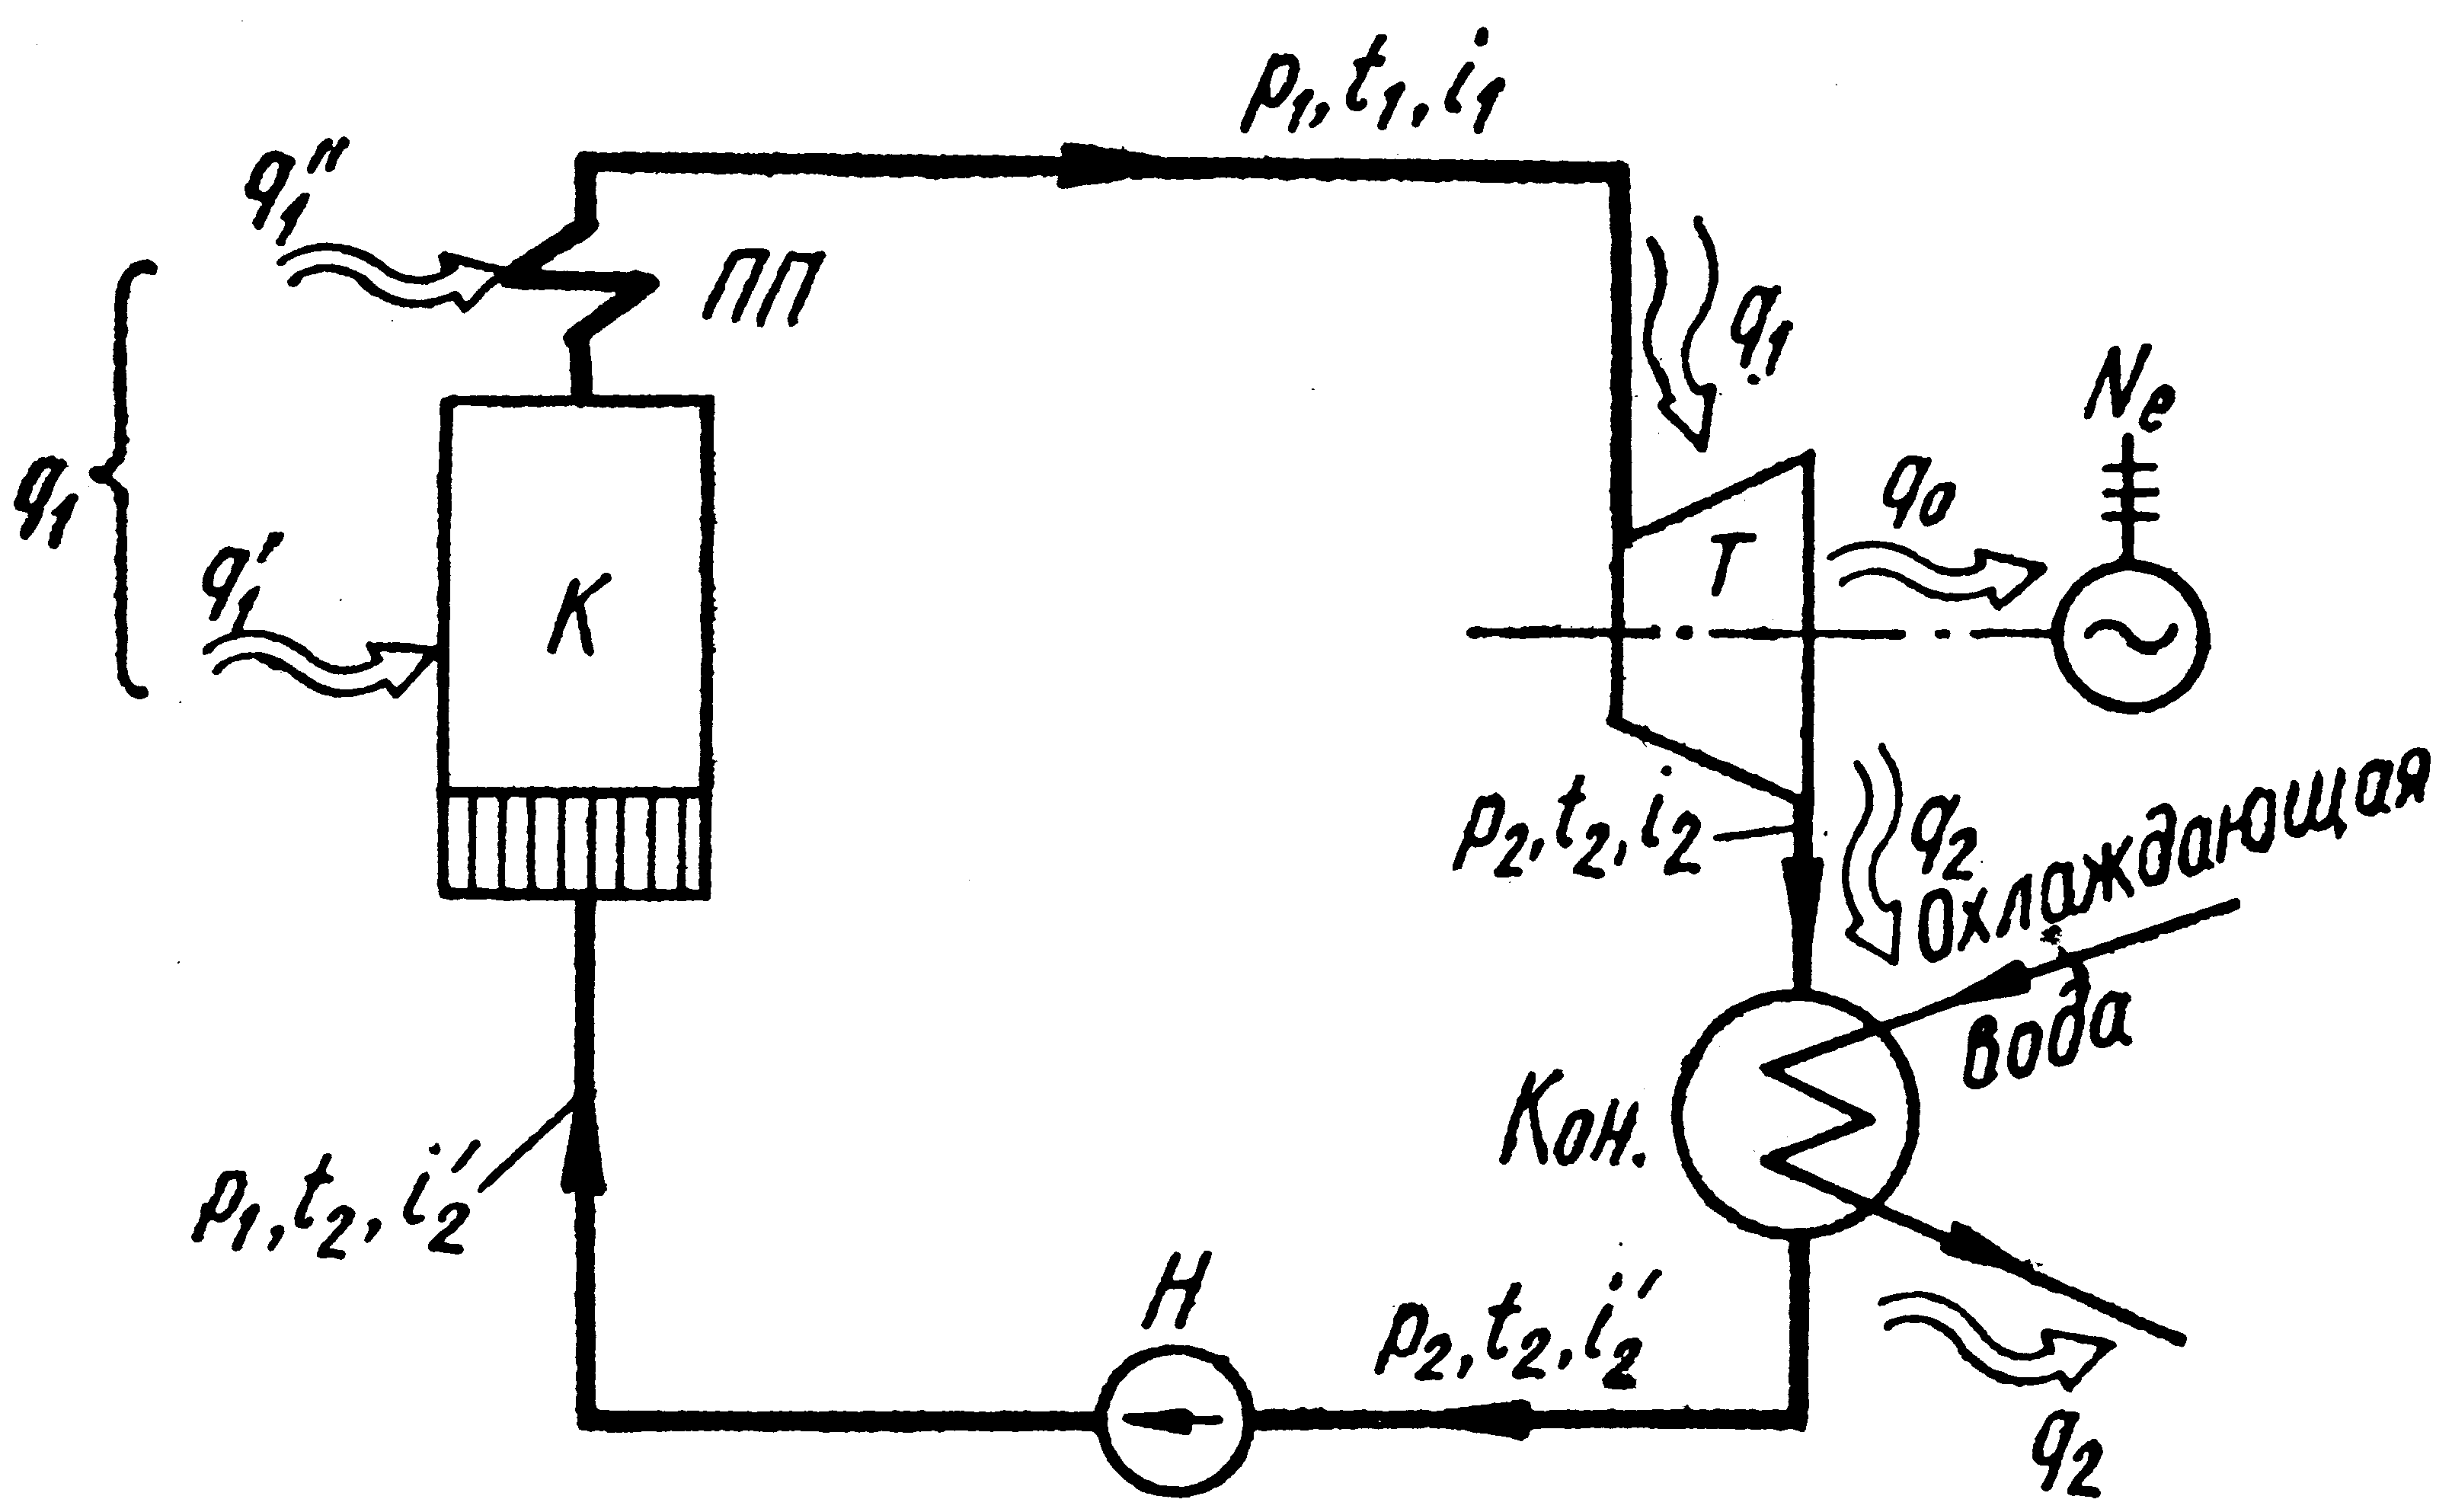 p₁, t₁, i₁
q₁″
ПП
q₁
q₁
Nₑ
q₀
q₁′
К
Т
p₂, t₂, i₂
q₂
Охлаждающая
вода
Кон.
p₁, t₂, i₂′
Н
p₂, t₂, i₂′
q₂